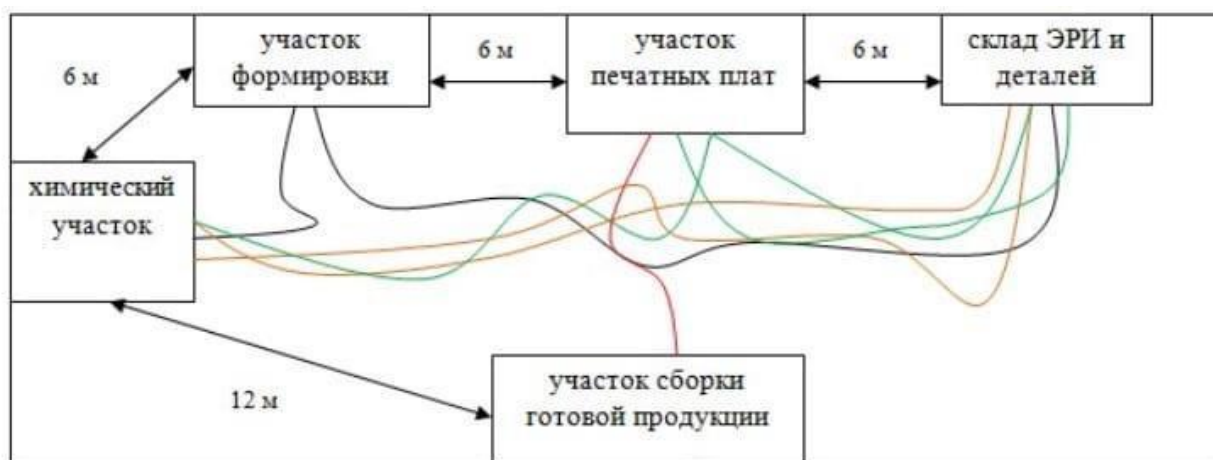 участок
формировки
6 м
участок
печатных плат
6 м
склад ЭРИ и
деталей
6 м
химический
участок
участок сборки
готовой продукции
12 м